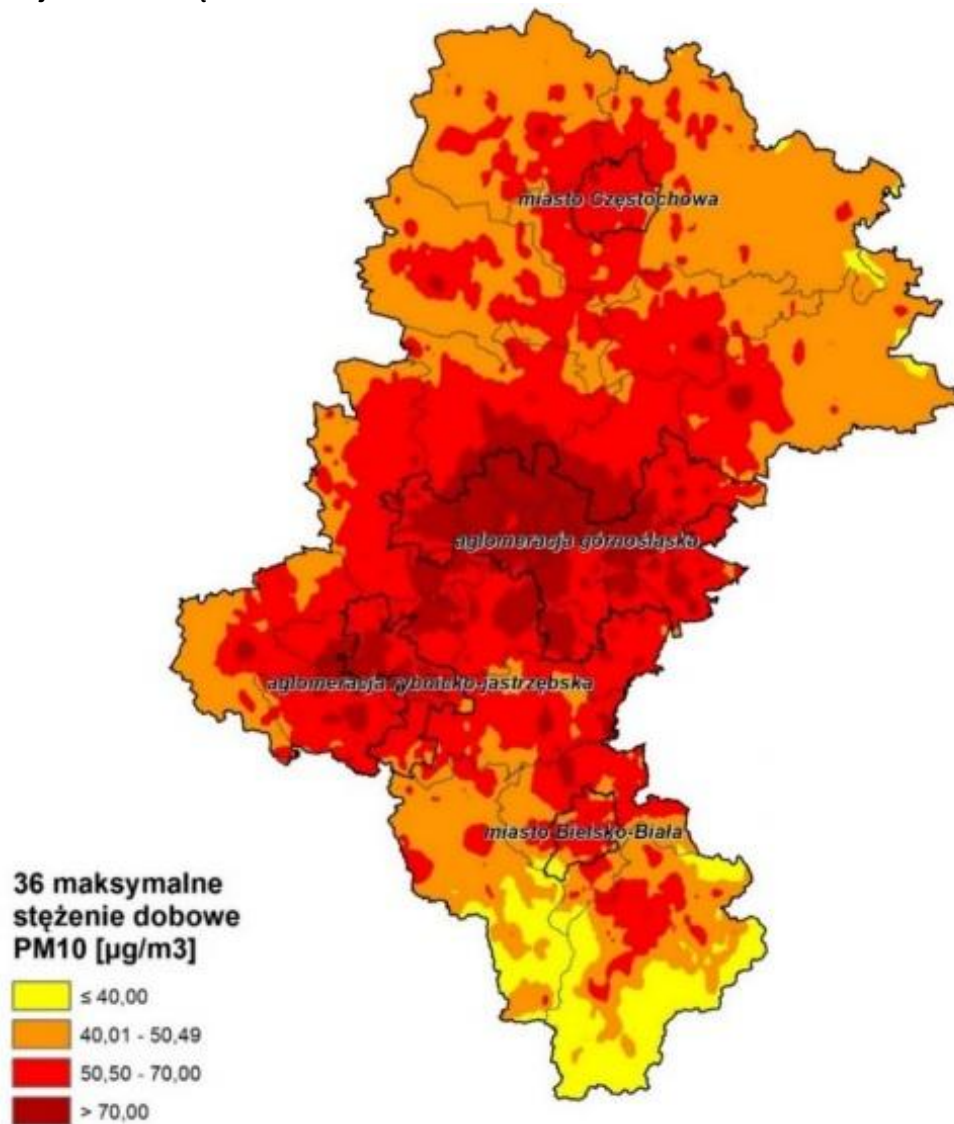 miasto Częstochowa
aglomeracja górnośląska
aglomeracja rybnicko-jastrzębska
miasto Bielsko-Biała
36 maksymalne
stężenie dobowe
PM10 [µg/m3]
≤ 40,00
40,01 - 50,49
50,50 - 70,00
> 70,00